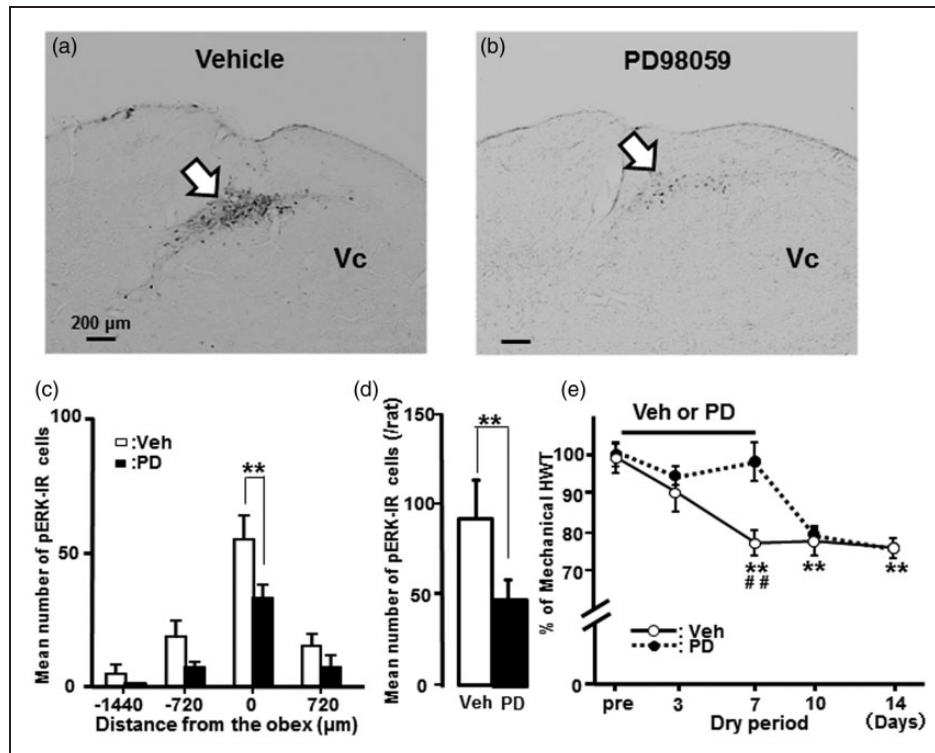 (a)
Vehicle
Vc
200 µm
(b)
PD98059
Vc
(c)
Mean number of pERK-IR cells
100
50
0
:Veh
:PD
**
-1440 -720 0 720
Distance from the obex (µm)
(d)
Mean number of pERK-IR cells (/rat)
150
100
50
0
**
Veh PD
(e)
Veh or PD
% of Mechanical HWT
100
90
80
70
0
**
##
**
**
: Veh
: PD
pre 3 7 10 14
Dry period (Days)